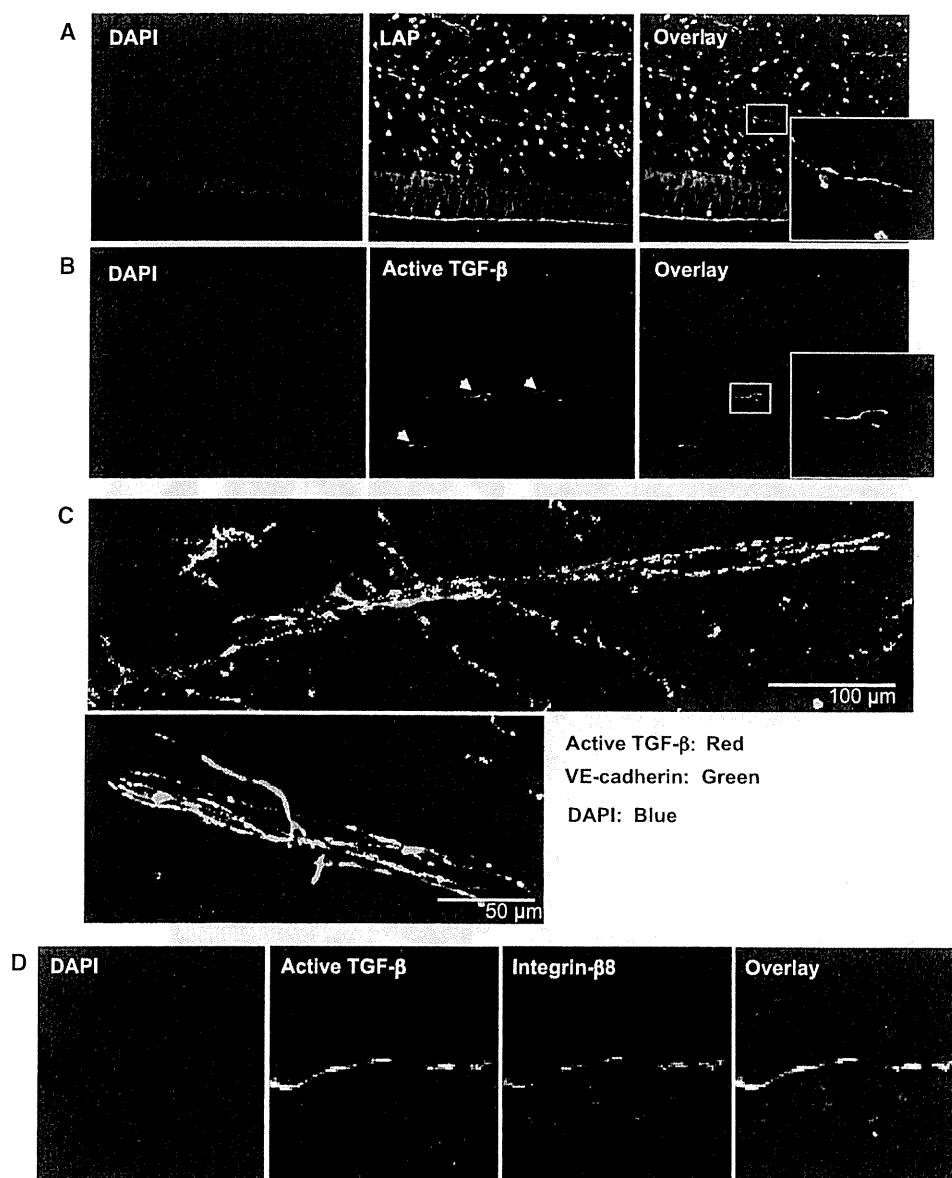 A
DAPI
LAP
Overlay
B
DAPI
Active TGF-β
Overlay
C
100 μm
Active TGF-β: Red
VE-cadherin: Green
DAPI: Blue
50 μm
D
DAPI
Active TGF-β
Integrin-β8
Overlay